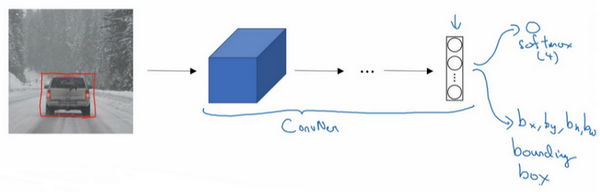 ...
softmax
(4)
ConvNet
bx, by, bh, bw
bounding
box